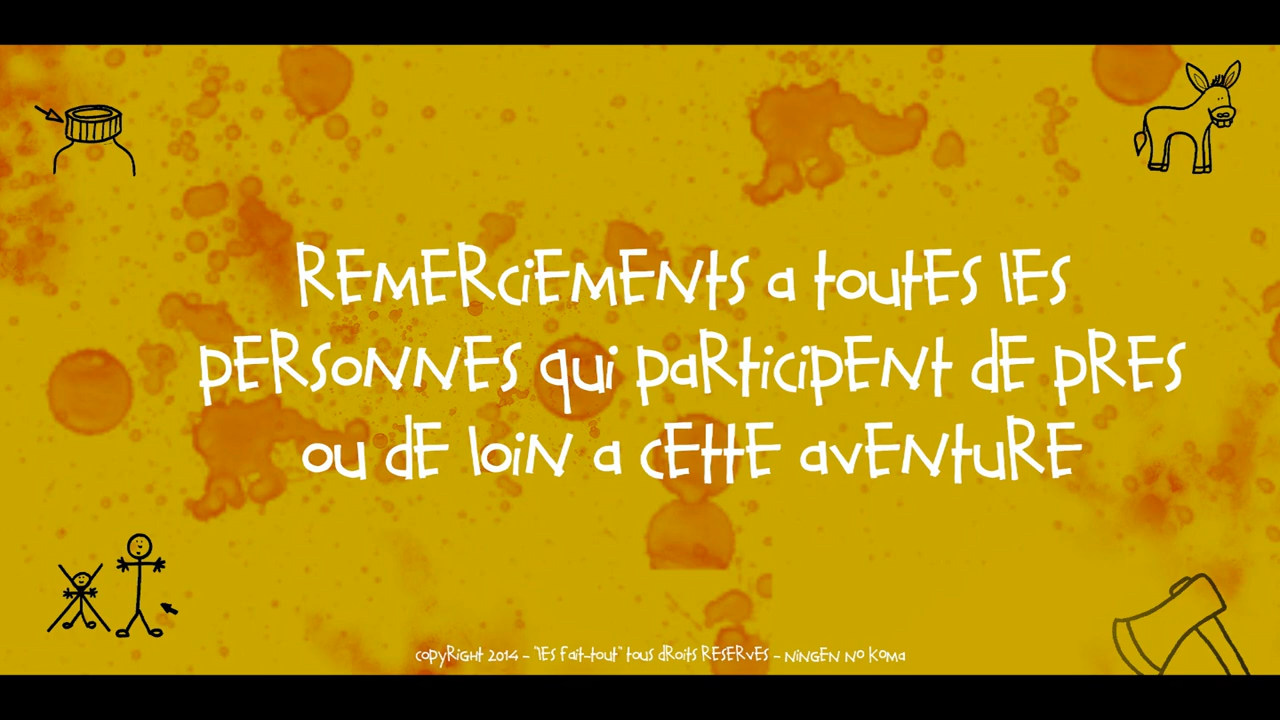 REMERciEMENts a toutES lES
pERSoNNES qui paRticipENt dE pRES
ou dE loiN a cEttE avENtuRE
copyRight 2014 - "lES fait-tout" tous dRoits RESERvES - NiNGEN No KoMa